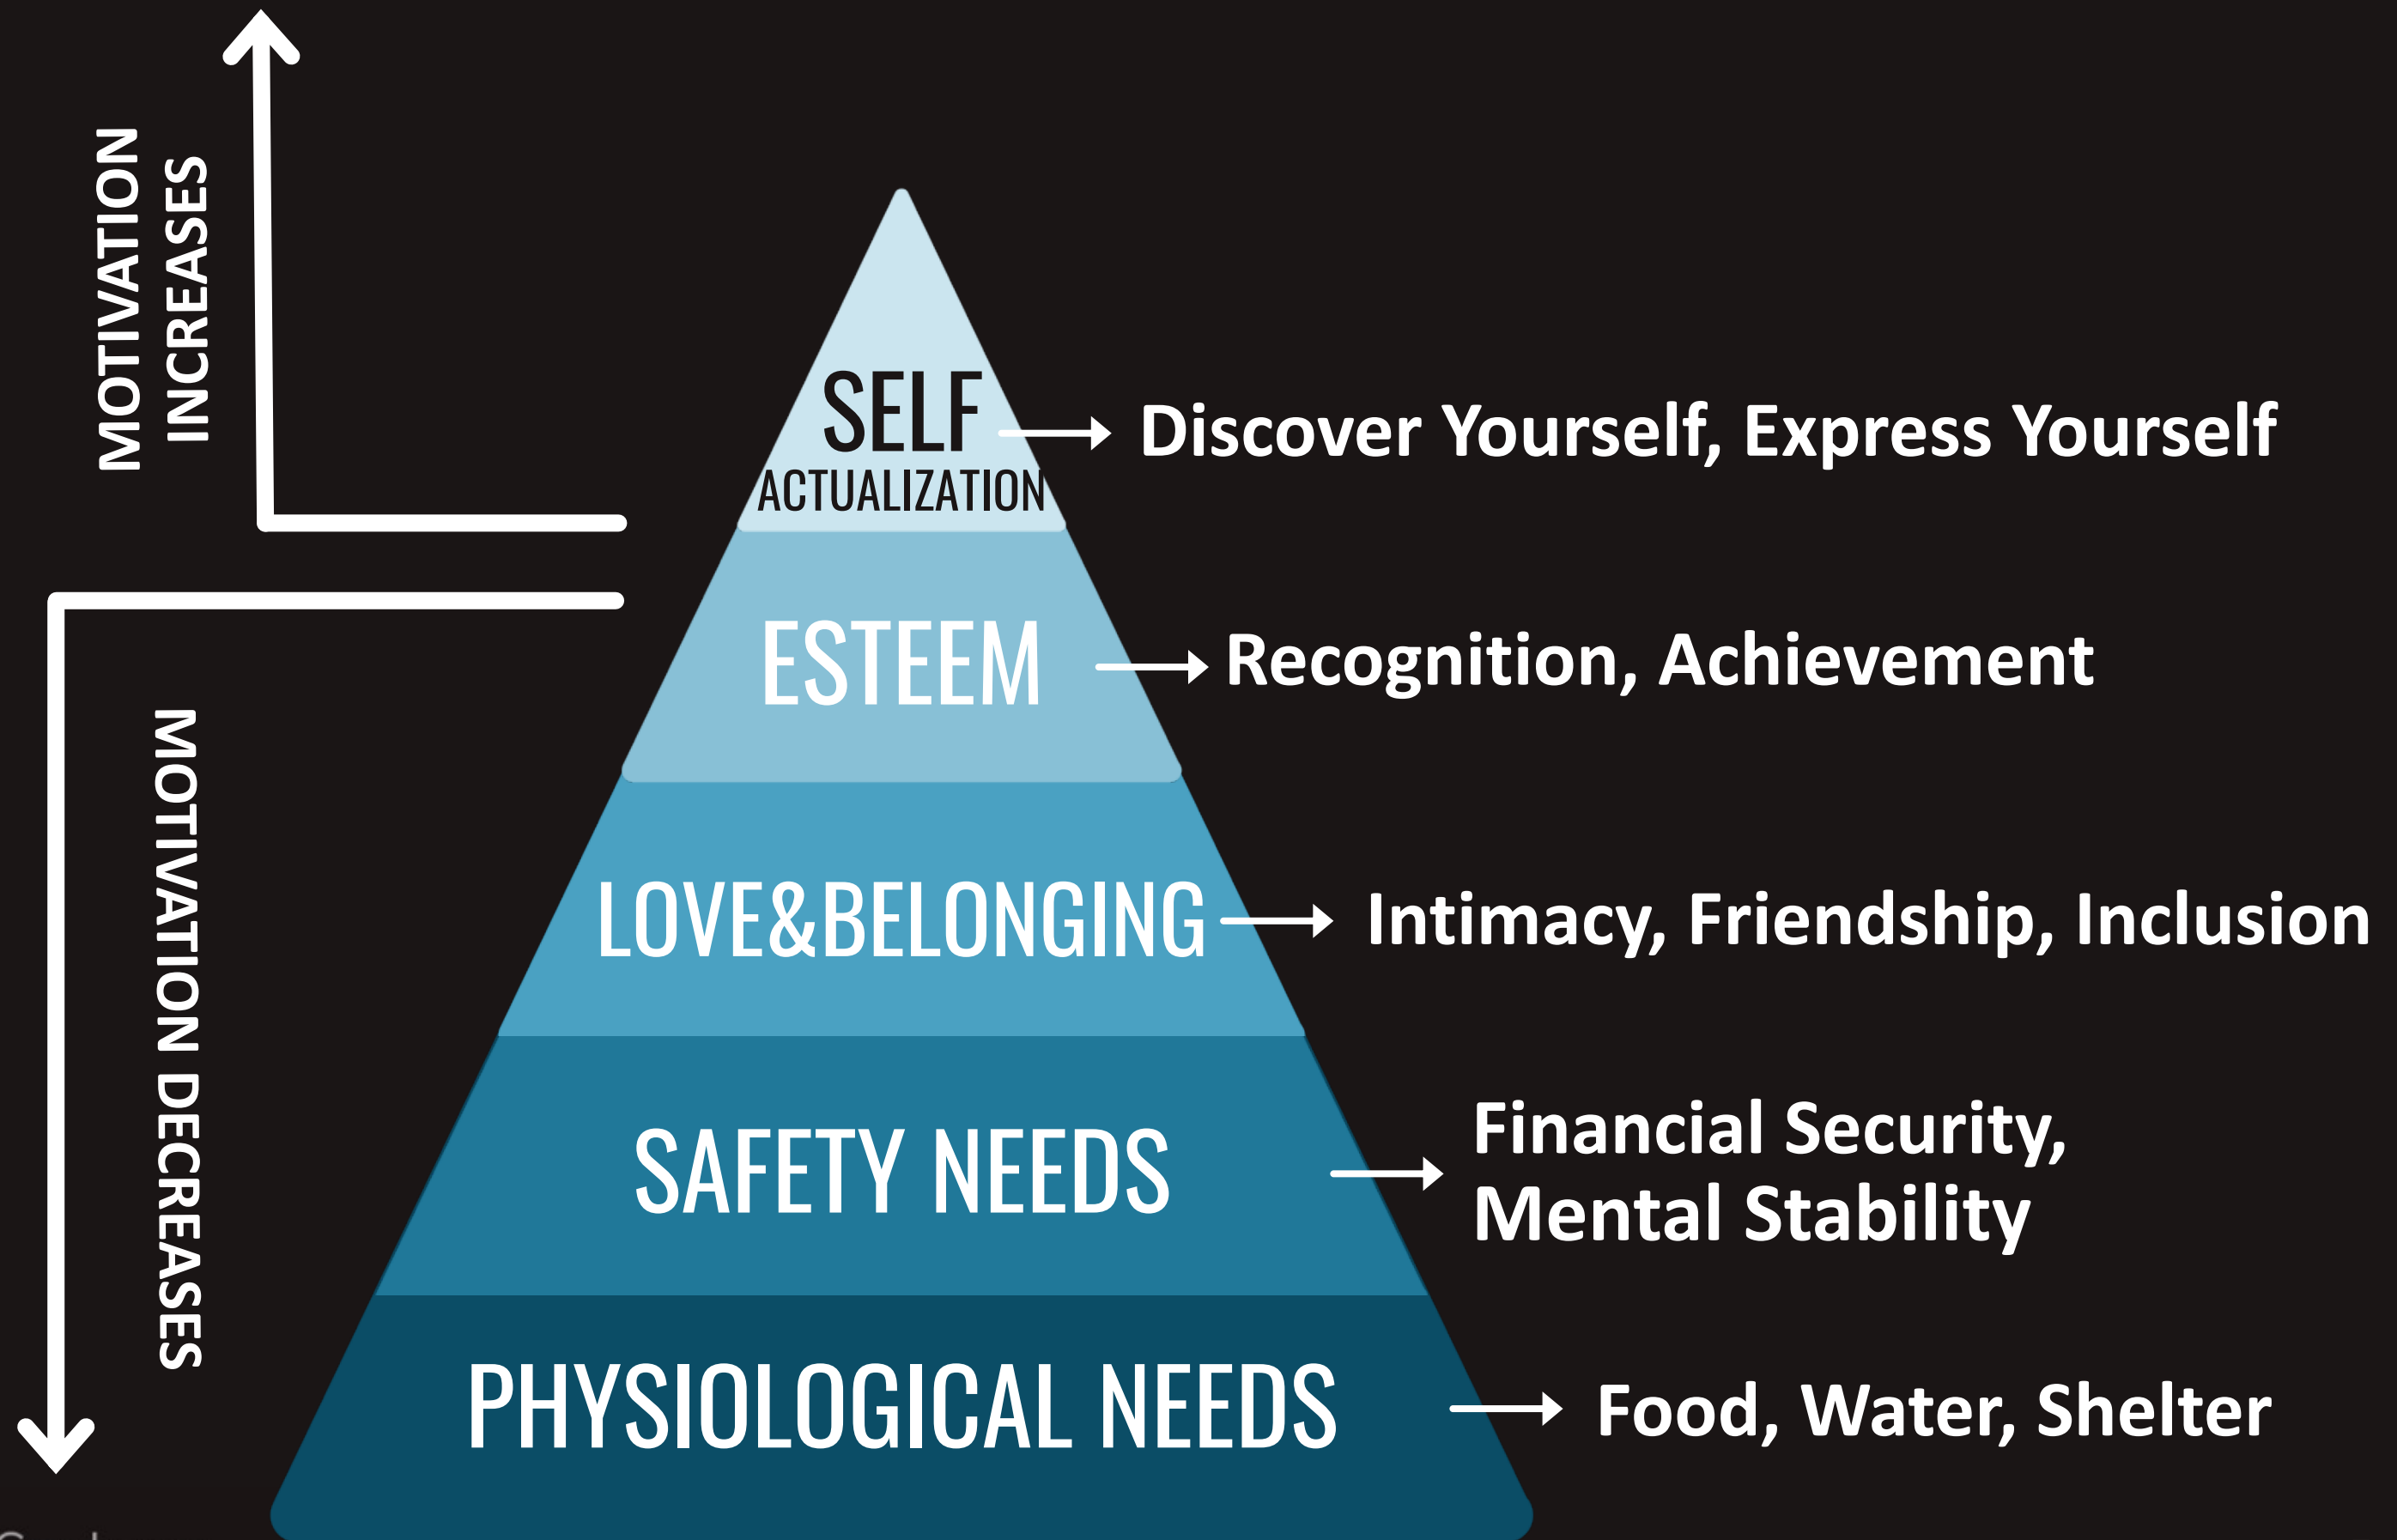 MOTIVATION
INCREASES
SELF
ACTUALIZATION
Discover Yourself, Express Yourself
ESTEEM
Recognition, Achievement
MOTIVATION DECREASES
LOVE&BELONGING
Intimacy, Friendship, Inclusion
SAFETY NEEDS
Financial Security,
Mental Stability
PHYSIOLOGICAL NEEDS
Food, Water, Shelter